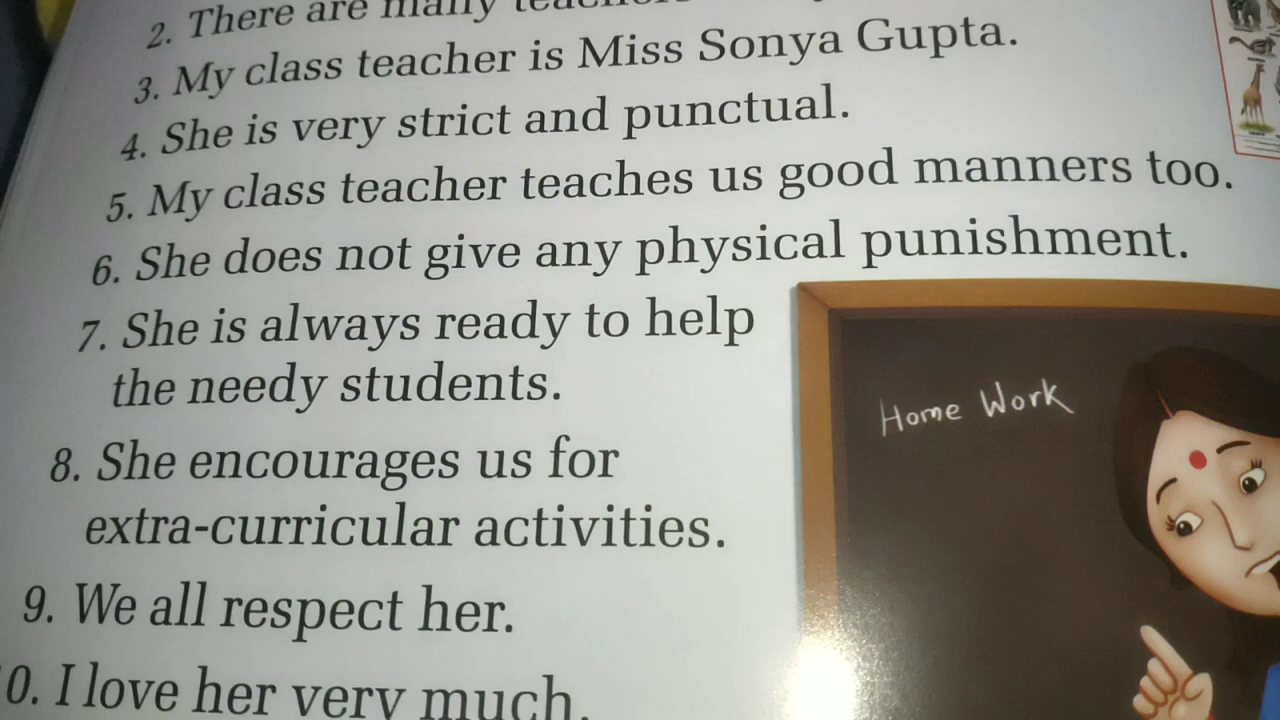 2. There are many
3. My class teacher is Miss Sonya Gupta.
4. She is very strict and punctual.
5. My class teacher teaches us good manners too.
6. She does not give any physical punishment.
7. She is always ready to help
the needy students.
8. She encourages us for
extra-curricular activities.
9. We all respect her.
0. I love her very much.
Home Work